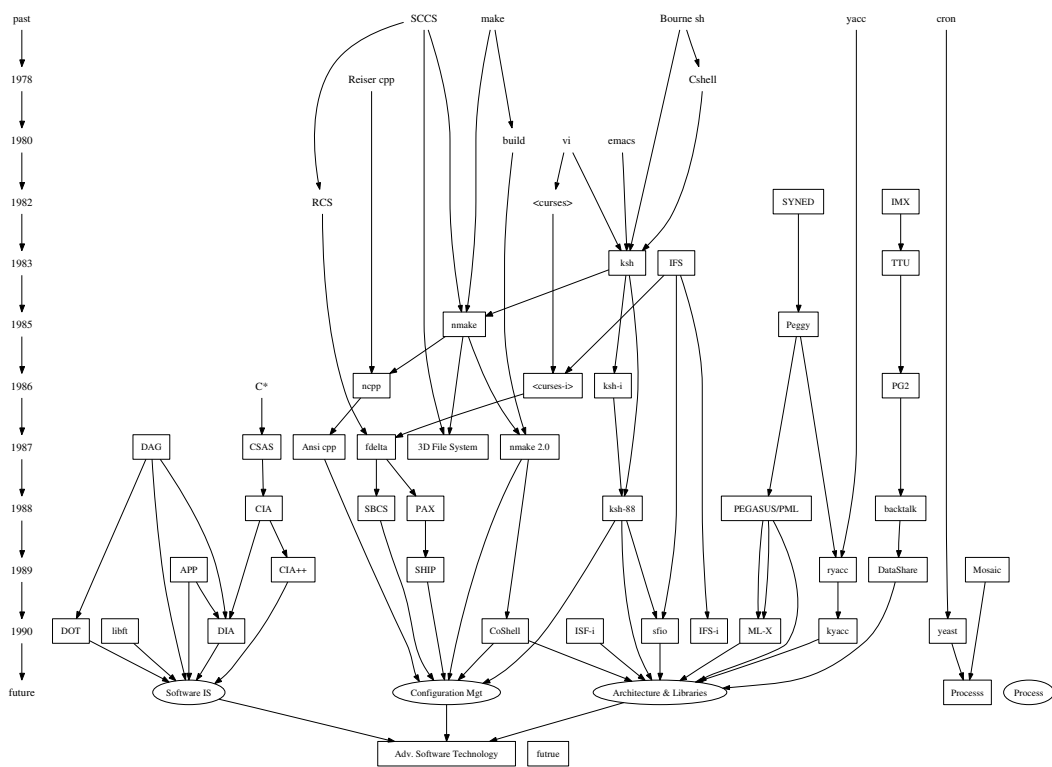 past SCCS make Bourne sh yacc cron
1978 Reiser cpp Cshell
1980 build vi emacs
1982 RCS <curses> SYNED IMX
1983 ksh IFS TTU
1985 nmake Peggy
1986 C* ncpp <curses-i> ksh-i PG2
1987 DAG CSAS Ansi cpp fdelta 3D File System nmake 2.0
1988 CIA SBCS PAX ksh-88 PEGASUS/PML backtalk
1989 APP CIA++ SHIP ryacc DataShare Mosaic
1990 DOT libft DIA CoShell ISF-i sfio IFS-i ML-X kyacc yeast
future Software IS Configuration Mgt Architecture & Libraries Processs Process
Adv. Software Technology futrue